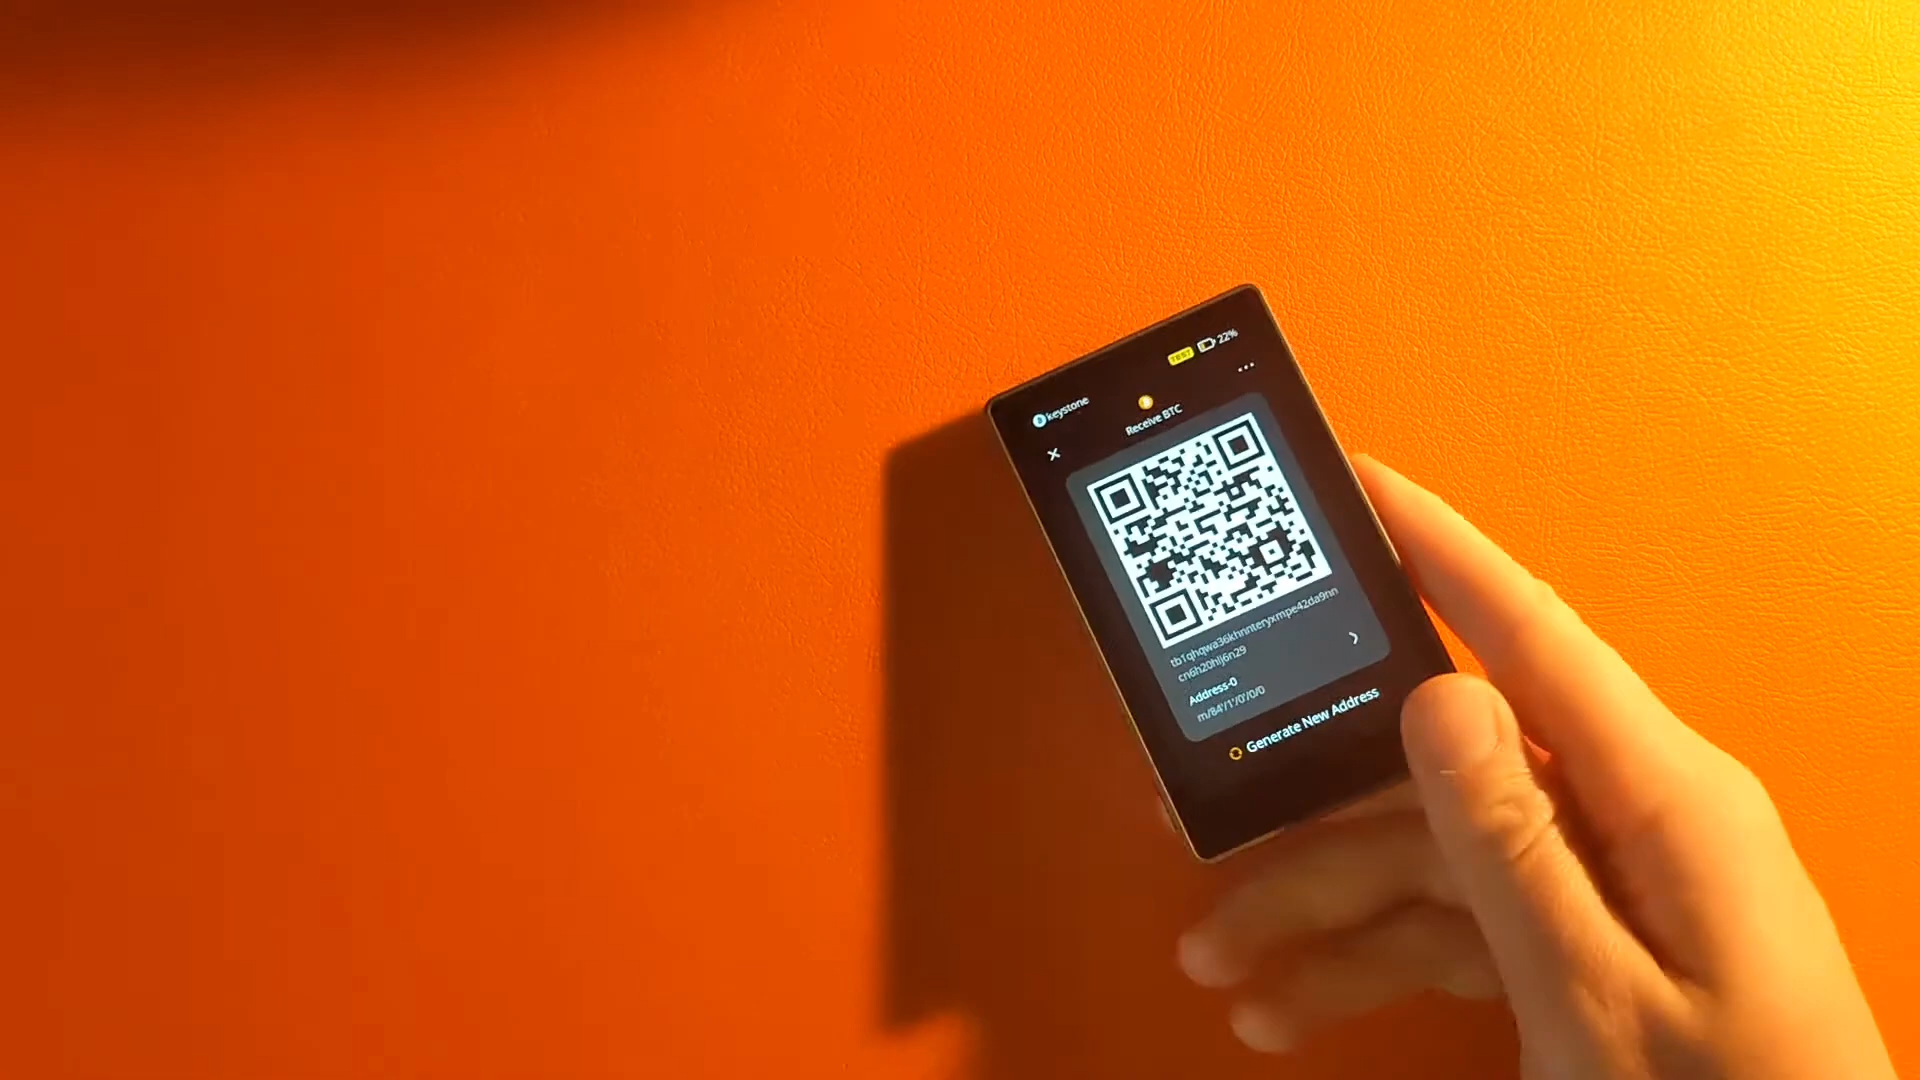 TEST 22%
keystone
Receive BTC
tb1qhqwa36khnnteryxmpe42da9nn
cn6h20hlj6n29
Address-0
m/84'/1'/0'/0/0
Generate New Address